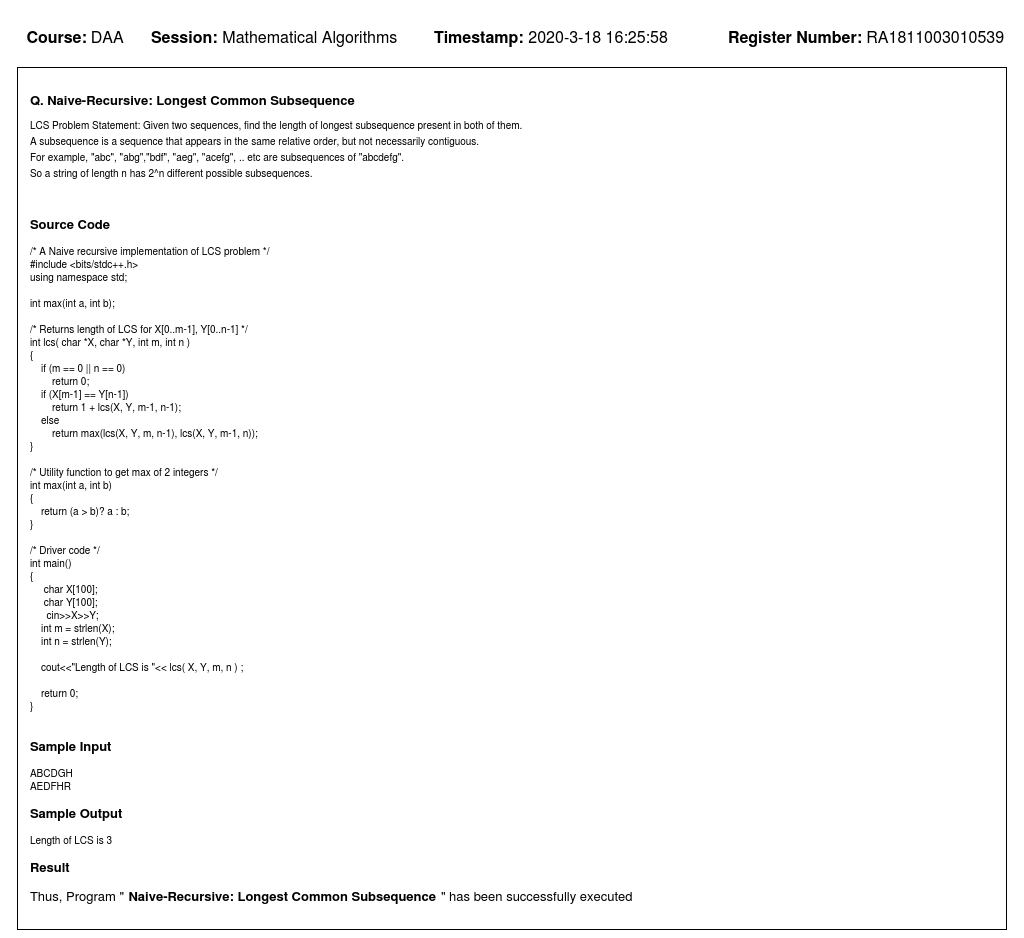 Course: DAA Session: Mathematical Algorithms Timestamp: 2020-3-18 16:25:58 Register Number: RA1811003010539
Q. Naive-Recursive: Longest Common Subsequence
LCS Problem Statement: Given two sequences, find the length of longest subsequence present in both of them.
A subsequence is a sequence that appears in the same relative order, but not necessarily contiguous.
For example, "abc", "abg","bdf", "aeg", "acefg", .. etc are subsequences of "abcdefg".
So a string of length n has 2^n different possible subsequences.
Source Code
/* A Naive recursive implementation of LCS problem */
#include <bits/stdc++.h>
using namespace std;
int max(int a, int b);
/* Returns length of LCS for X[0..m-1], Y[0..n-1] */
int lcs( char *X, char *Y, int m, int n )
{
    if (m == 0 || n == 0)
        return 0;
    if (X[m-1] == Y[n-1])
        return 1 + lcs(X, Y, m-1, n-1);
    else
        return max(lcs(X, Y, m, n-1), lcs(X, Y, m-1, n));
}
/* Utility function to get max of 2 integers */
int max(int a, int b)
{
    return (a > b)? a : b;
}
/* Driver code */
int main()
{
     char X[100];
     char Y[100];
      cin>>X>>Y;
    int m = strlen(X);
    int n = strlen(Y);
    cout<<"Length of LCS is "<< lcs( X, Y, m, n ) ;
    return 0;
}
Sample Input
ABCDGH
AEDFHR
Sample Output
Length of LCS is 3
Result
Thus, Program " Naive-Recursive: Longest Common Subsequence " has been successfully executed